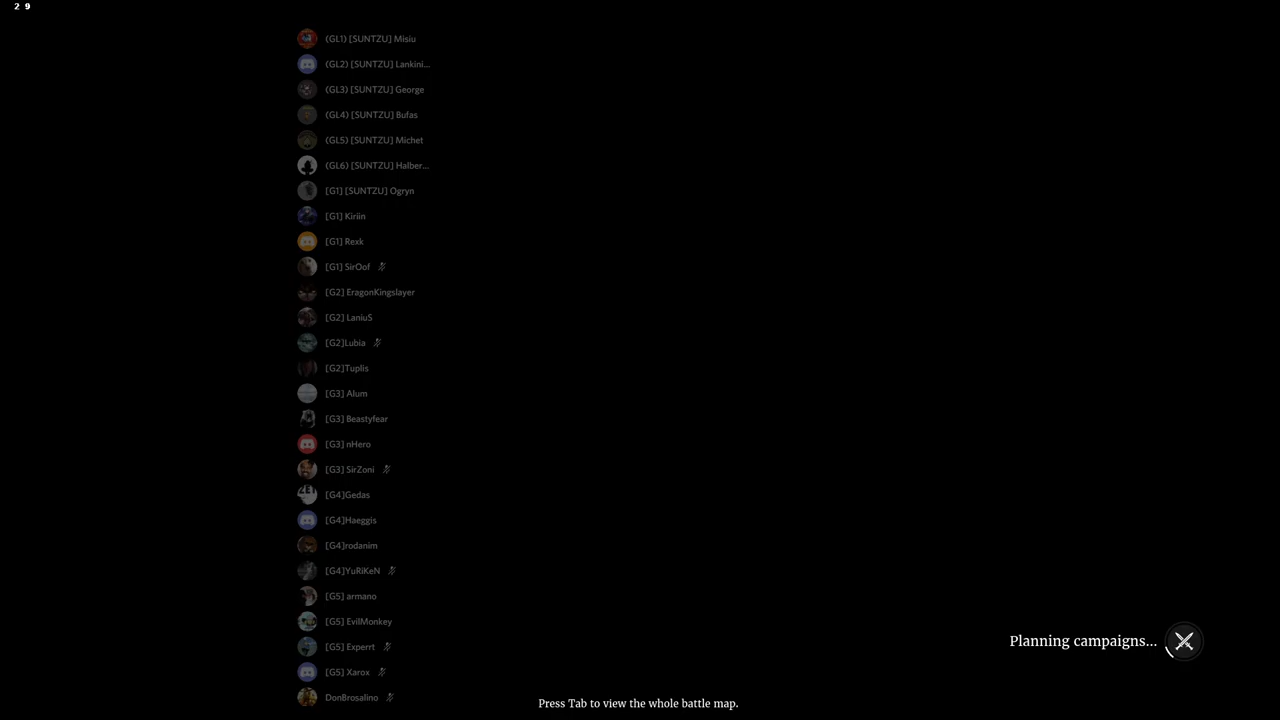 2 9
(GL1) [SUNTZU] Misiu
(GL2) [SUNTZU] Lankini...
(GL3) [SUNTZU] George
(GL4) [SUNTZU] Bufas
(GL5) [SUNTZU] Michet
(GL6) [SUNTZU] Halber...
[G1] [SUNTZU] Ogryn
[G1] Kiriin
[G1] Rexk
[G1] SirOof
[G2] EragonKingslayer
[G2] LaniuS
[G2]Lubia
[G2]Tuplis
[G3] Alum
[G3] Beastyfear
[G3] nHero
[G3] SirZoni
[G4]Gedas
[G4]Haeggis
[G4]rodanim
[G4]YuRiKeN
[G5] armano
[G5] EvilMonkey
[G5] Experrt
[G5] Xarox
DonBrosalino
Planning campaigns...
Press Tab to view the whole battle map.